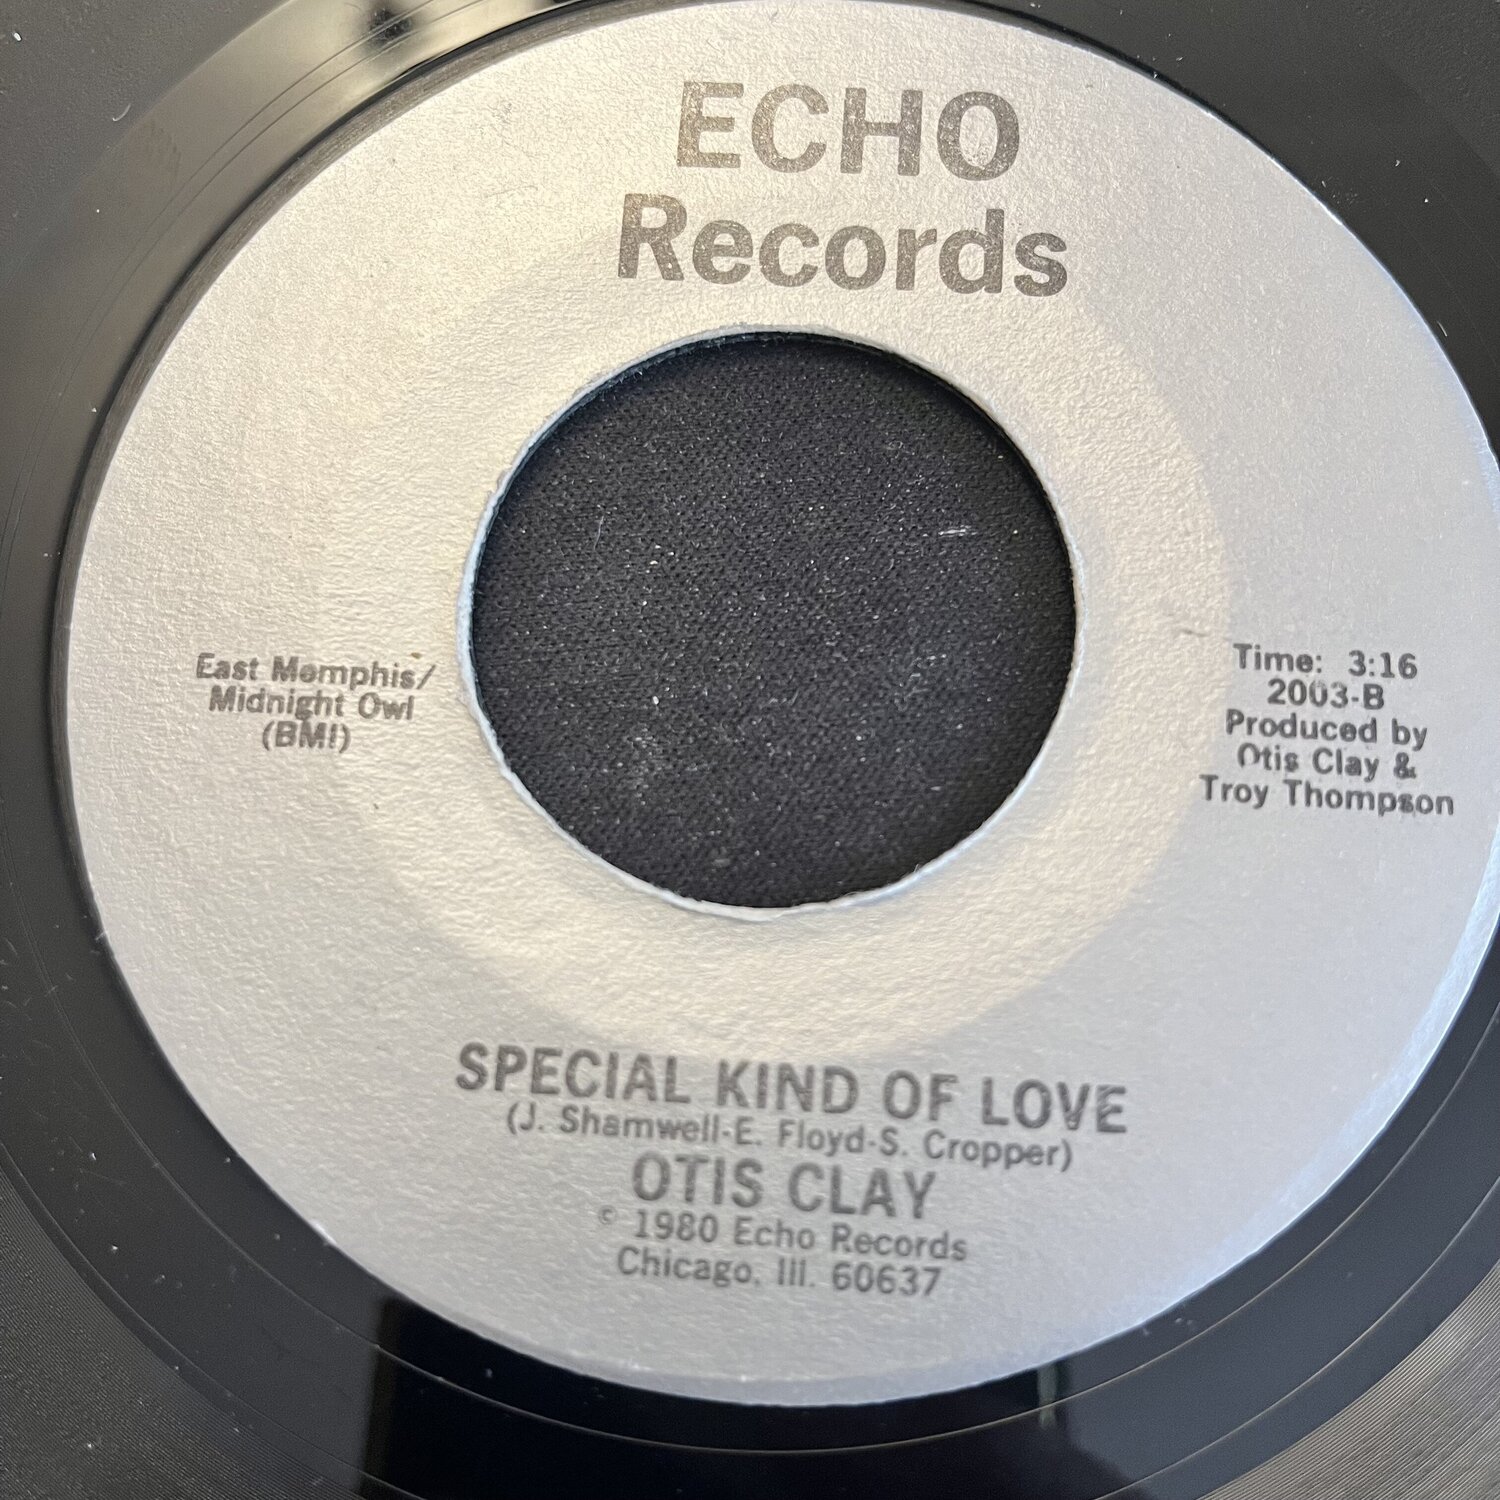 ECHO
Records
East Memphis/
Midnight Owl
(BMI)
Time: 3:16
2003-B
Produced by
Otis Clay &
Troy Thompson
SPECIAL KIND OF LOVE
(J. Shamwell-E. Floyd-S. Cropper)
OTIS CLAY
© 1980 Echo Records
Chicago, Ill. 60637